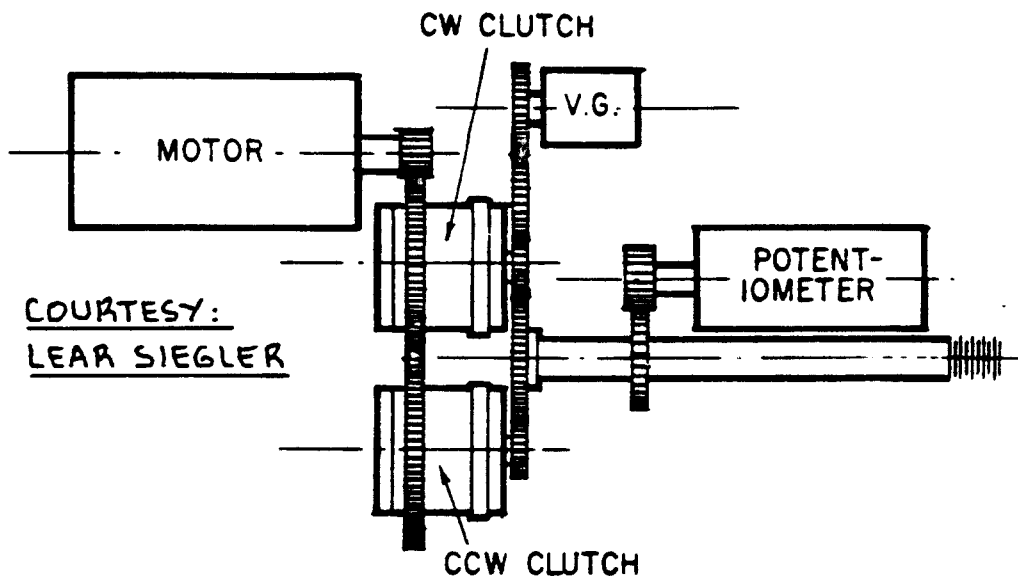 CW CLUTCH
V.G.
MOTOR
POTENT-
IOMETER
COURTESY:
LEAR SIEGLER
CCW CLUTCH